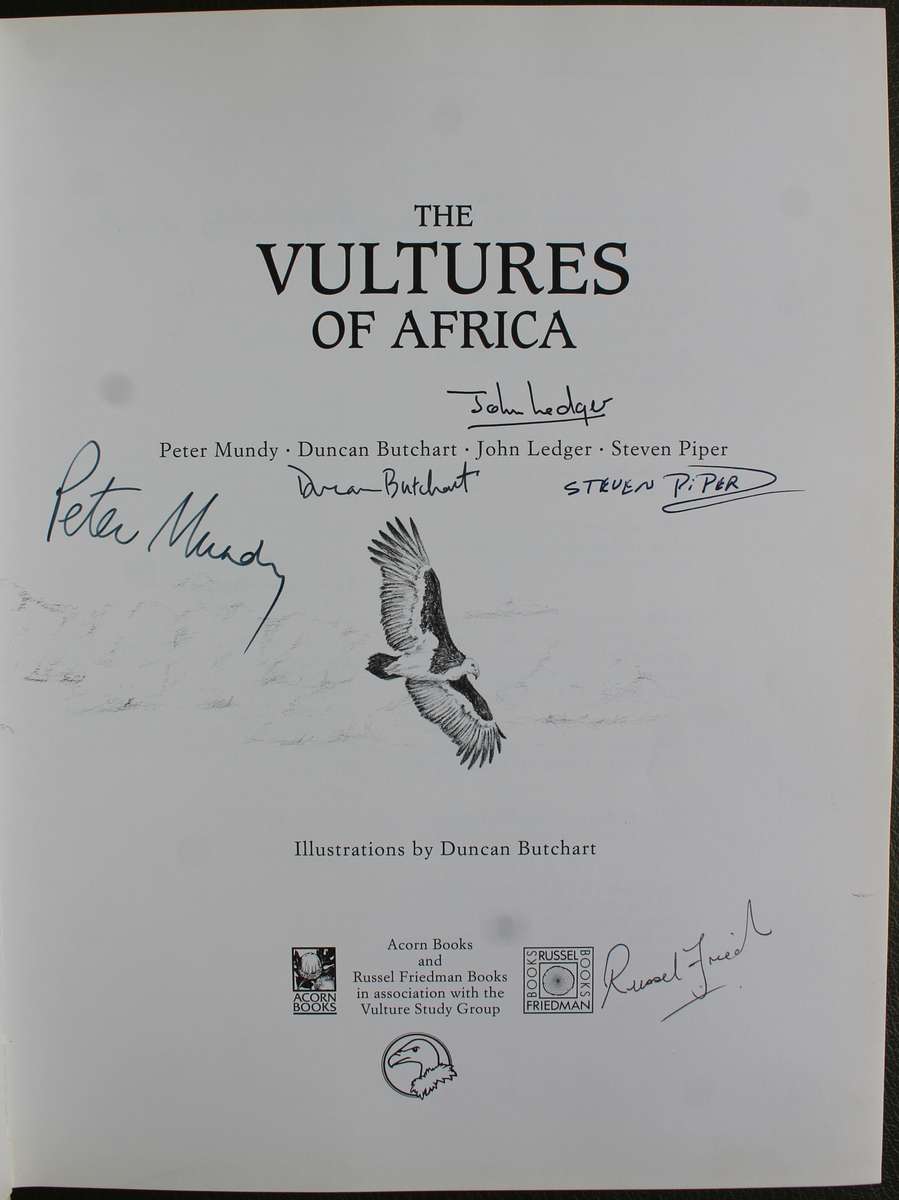 THE
VULTURES
OF AFRICA
John Ledger
Peter Mundy · Duncan Butchart · John Ledger · Steven Piper
Peter Mundy
Duncan Butchart
STEVEN PIPER
Illustrations by Duncan Butchart
ACORN
BOOKS
Acorn Books
and
Russel Friedman Books
in association with the
Vulture Study Group
BOOKS
RUSSEL
BOOKS
FRIEDMAN
Russel Fried